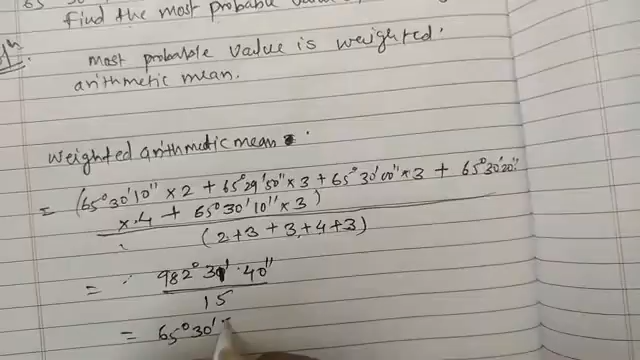 find the most probable
most probable value is weighted
arithmetic mean.
Weighted arithmetic mean
= (65°30'10" × 2 + 65°29'50" × 3 + 65°30'00" × 3 + 65°30'20"
× 4 + 65°30'10" × 3)
(2+3+3+4+3)
= 982° 30' 40"
15
= 65°30'